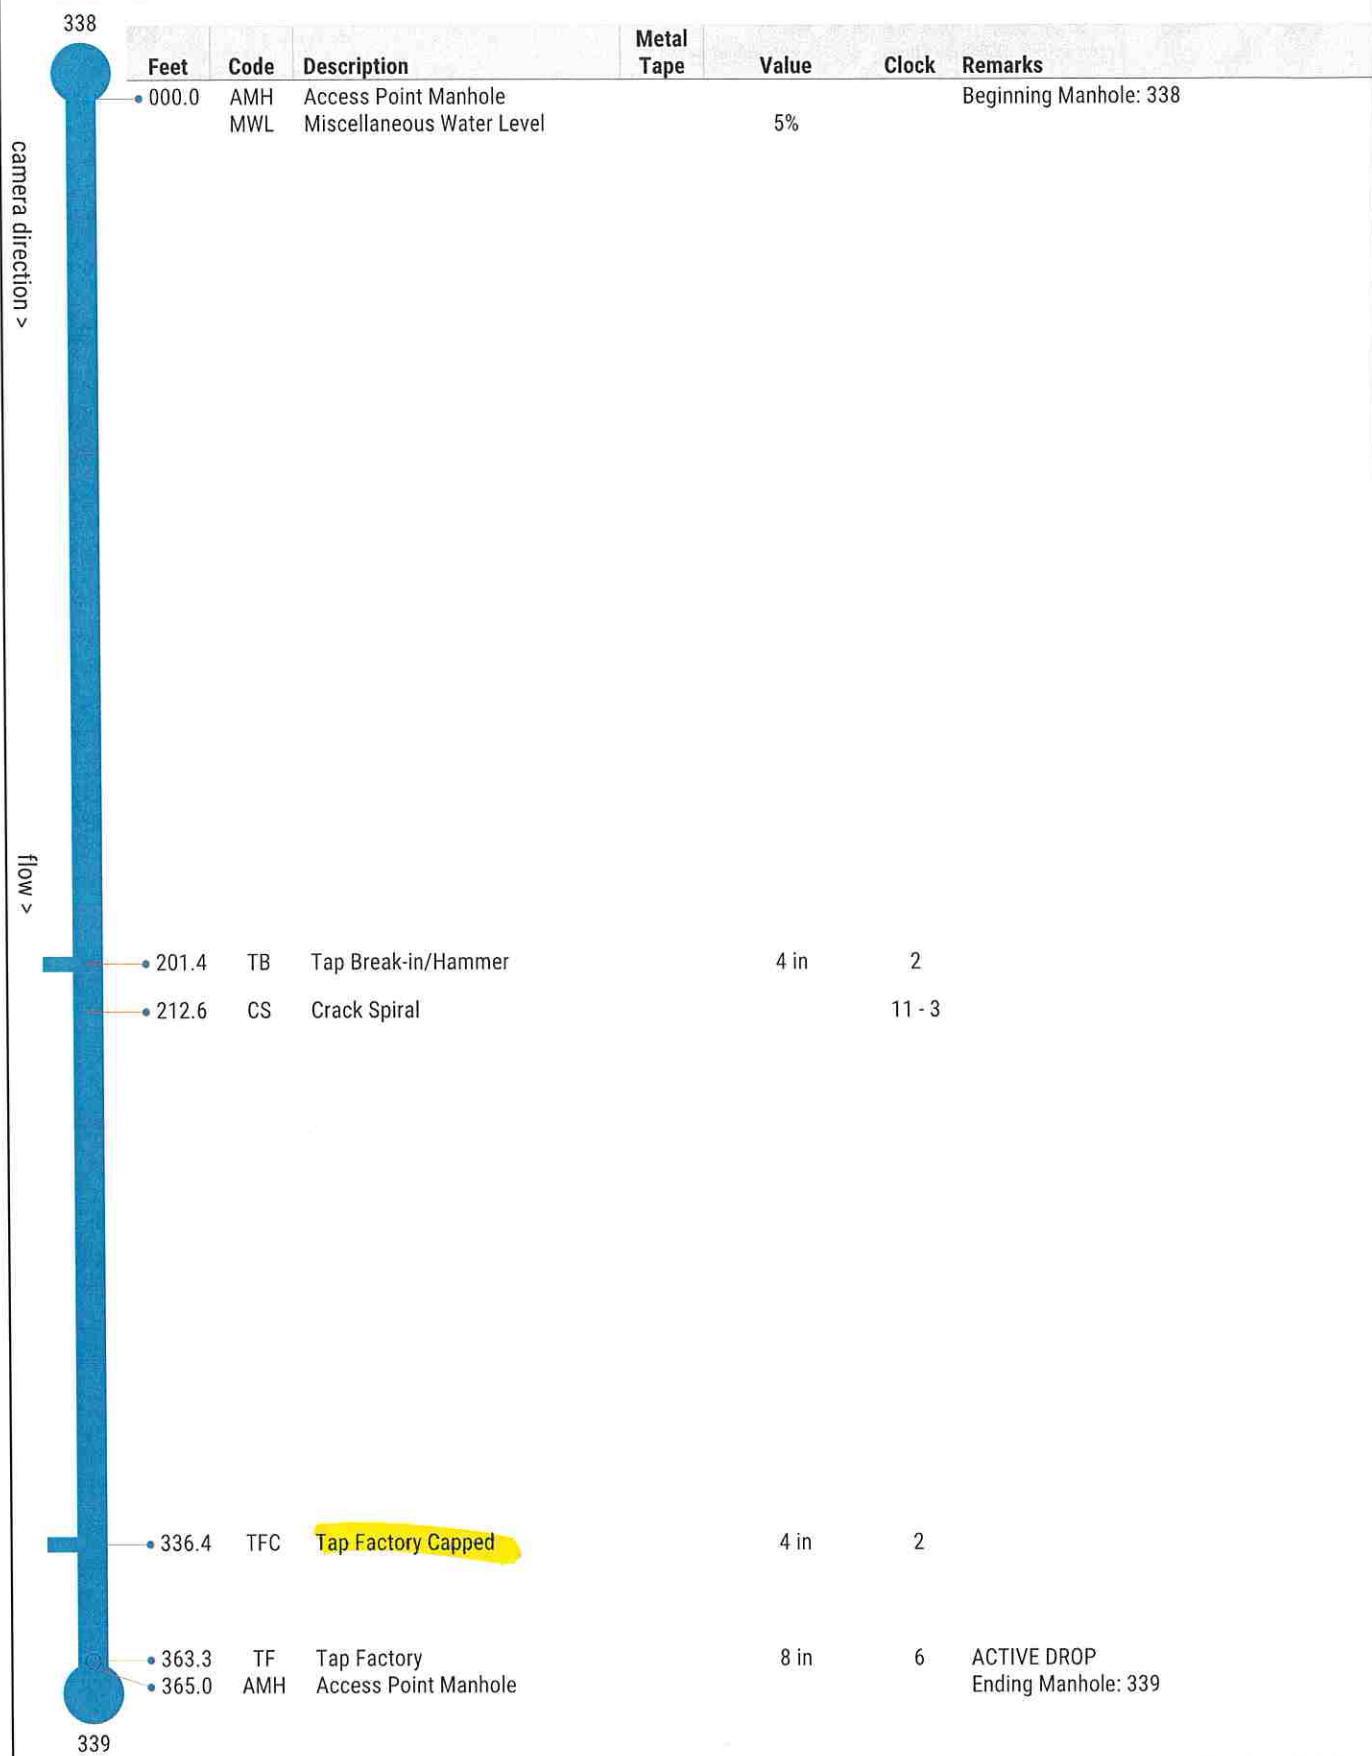 338
Metal
Feet Code Description Tape Value Clock Remarks
000.0 AMH Access Point Manhole Beginning Manhole: 338
MWL Miscellaneous Water Level 5%
camera direction >
flow >
201.4 TB Tap Break-in/Hammer 4 in 2
212.6 CS Crack Spiral 11 - 3
336.4 TFC Tap Factory Capped 4 in 2
363.3 TF Tap Factory 8 in 6 ACTIVE DROP
365.0 AMH Access Point Manhole Ending Manhole: 339
339